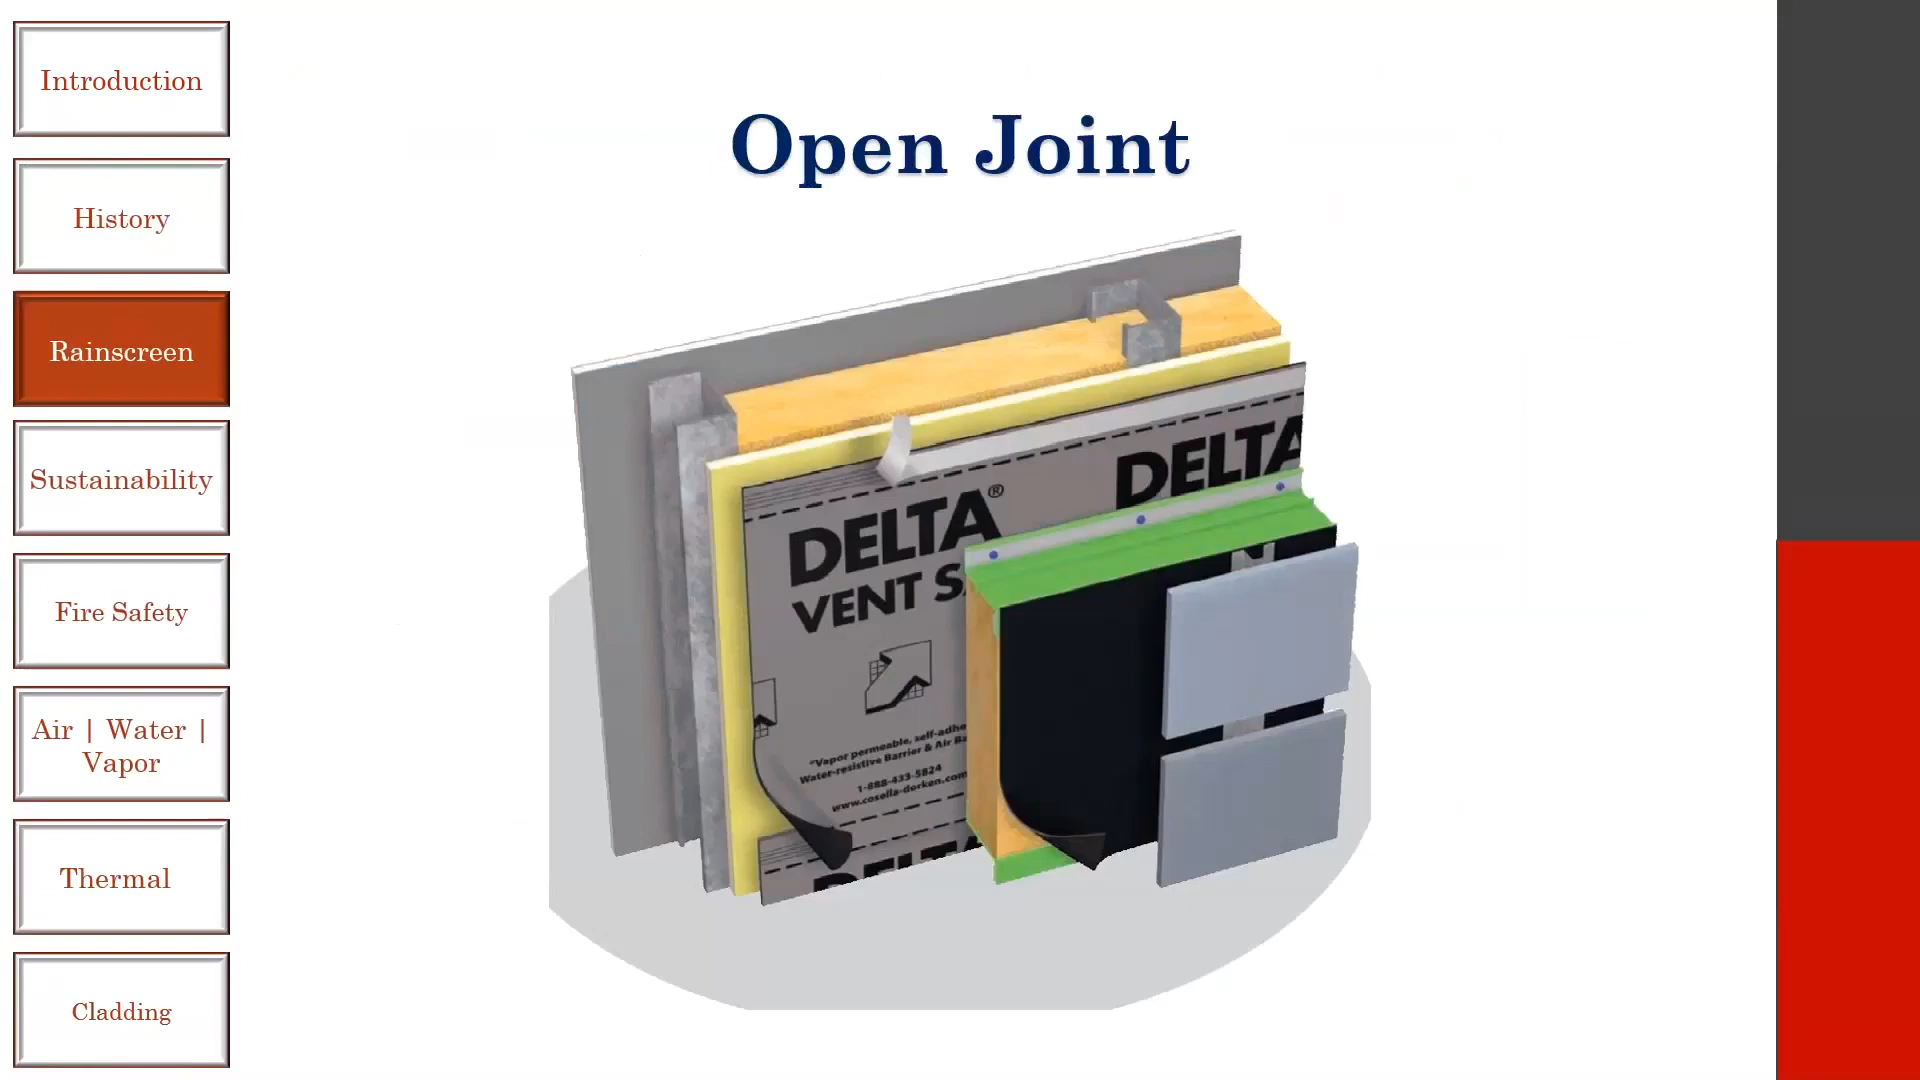 Introduction
History
Rainscreen
Sustainability
Fire Safety
Air | Water |
Vapor
Thermal
Cladding
Open Joint
DELTA®
VENT S
DELTA
"Vapor permeable, self-adhe
Water-resistive Barrier & Air Ba
1-888-433-5824
www.cosella-dorken.com
DELTA